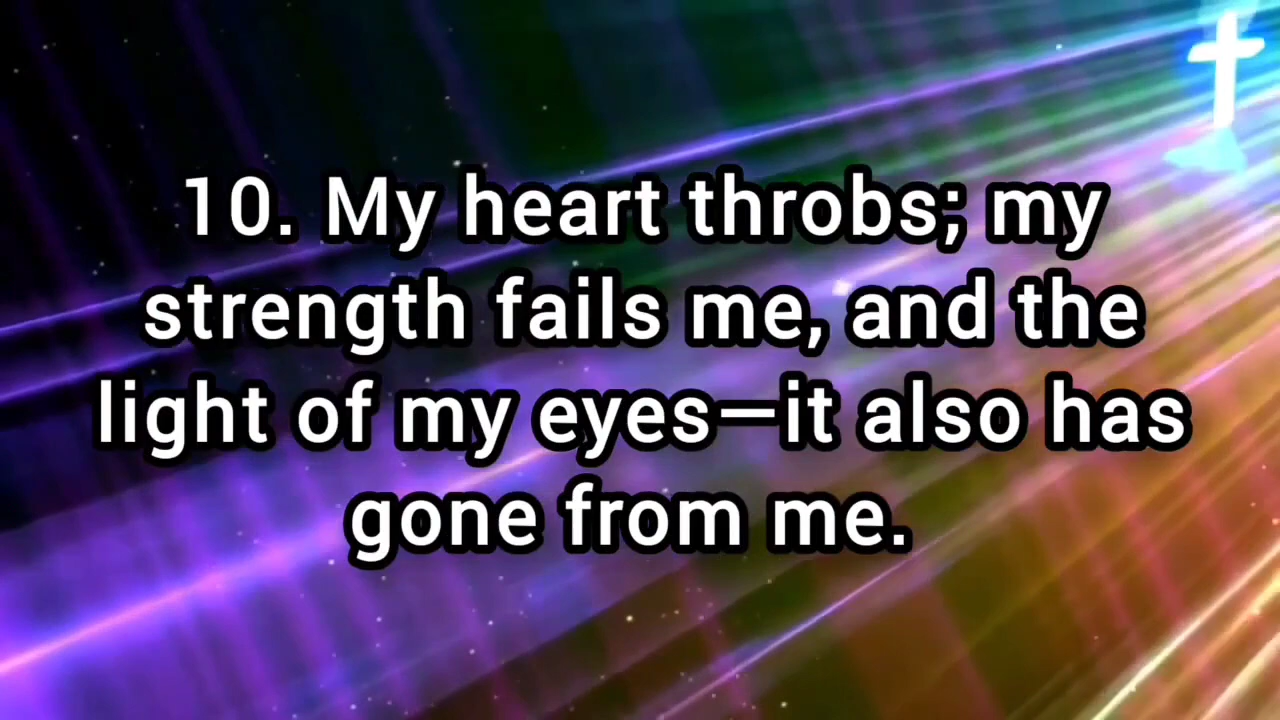 10. My heart throbs; my
strength fails me, and the
light of my eyes—it also has
gone from me.